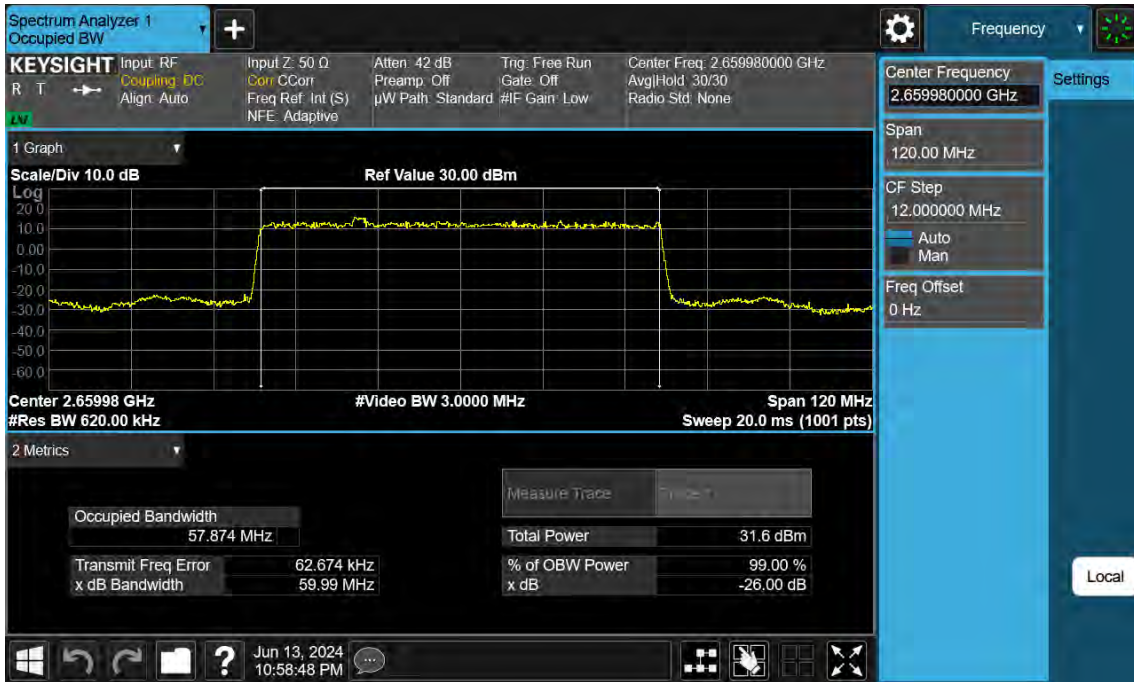 Spectrum Analyzer 1
Occupied BW
Frequency
KEYSIGHT
R T
LXI
Input: RF
Coupling: DC
Align: Auto
Input Z: 50 Ω
Corr CCorr
Freq Ref: Int (S)
NFE: Adaptive
Atten: 42 dB
Preamp: Off
µW Path: Standard
Trig: Free Run
Gate: Off
#IF Gain: Low
Center Freq: 2.659980000 GHz
Avg|Hold: 30/30
Radio Std: None
Center Frequency
2.659980000 GHz
Settings
Span
120.00 MHz
CF Step
12.000000 MHz
Auto
Man
Freq Offset
0 Hz
Local
1 Graph
Scale/Div 10.0 dB
Ref Value 30.00 dBm
Log
20.0
10.0
0.00
-10.0
-20.0
-30.0
-40.0
-50.0
-60.0
Center 2.65998 GHz
#Video BW 3.0000 MHz
Span 120 MHz
#Res BW 620.00 kHz
Sweep 20.0 ms (1001 pts)
2 Metrics
Measure Trace
Trace 1
Occupied Bandwidth
57.874 MHz
Total Power 31.6 dBm
Transmit Freq Error 62.674 kHz
% of OBW Power 99.00 %
x dB Bandwidth 59.99 MHz
x dB -26.00 dB
?
Jun 13, 2024
10:58:48 PM